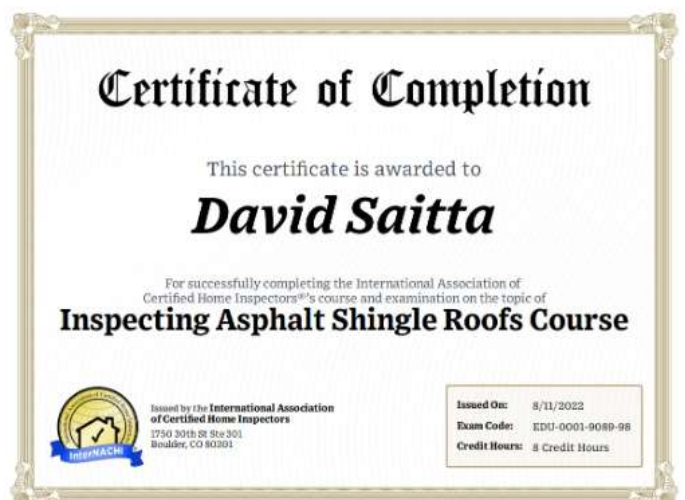 Certificate of Completion
This certificate is awarded to
David Saitta
For successfully completing the International Association of
Certified Home Inspectors®'s course and examination on the topic of
Inspecting Asphalt Shingle Roofs Course
Issued by the International Association
of Certified Home Inspectors
1750 30th St Ste 301
Boulder, CO 80301
InterNACHI
Issued On: 8/11/2022
Exam Code: EDU-0001-9089-98
Credit Hours: 8 Credit Hours